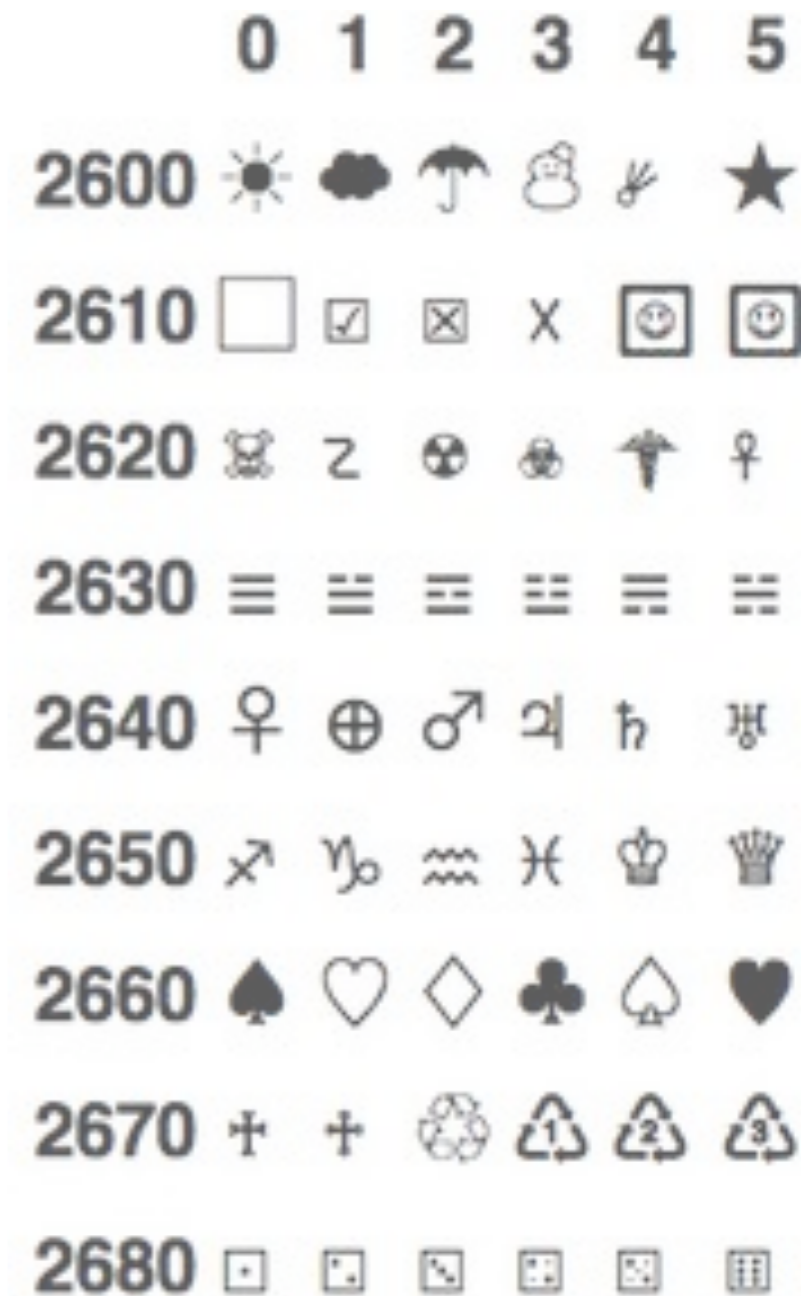 0 1 2 3 4 5
2600 ☀ ☁ ☂ ☃ ☄ ★
2610 ☐ ☑ ☒ ☓
2620 ☠ ☡ ☢ ☣ ☤ ☥
2630 ☰ ☱ ☲ ☳ ☴ ☵
2640 ♀ ♁ ♂ ♃ ♄ ♅
2650 ♐ ♑ ♒ ♓ ♔ ♕
2660 ♠ ♡ ♢ ♣ ♤ ♥
2670 ♰ ♱ ♲ ♳ ♴ ♵
2680 ⚀ ⚁ ⚂ ⚃ ⚄ ⚅